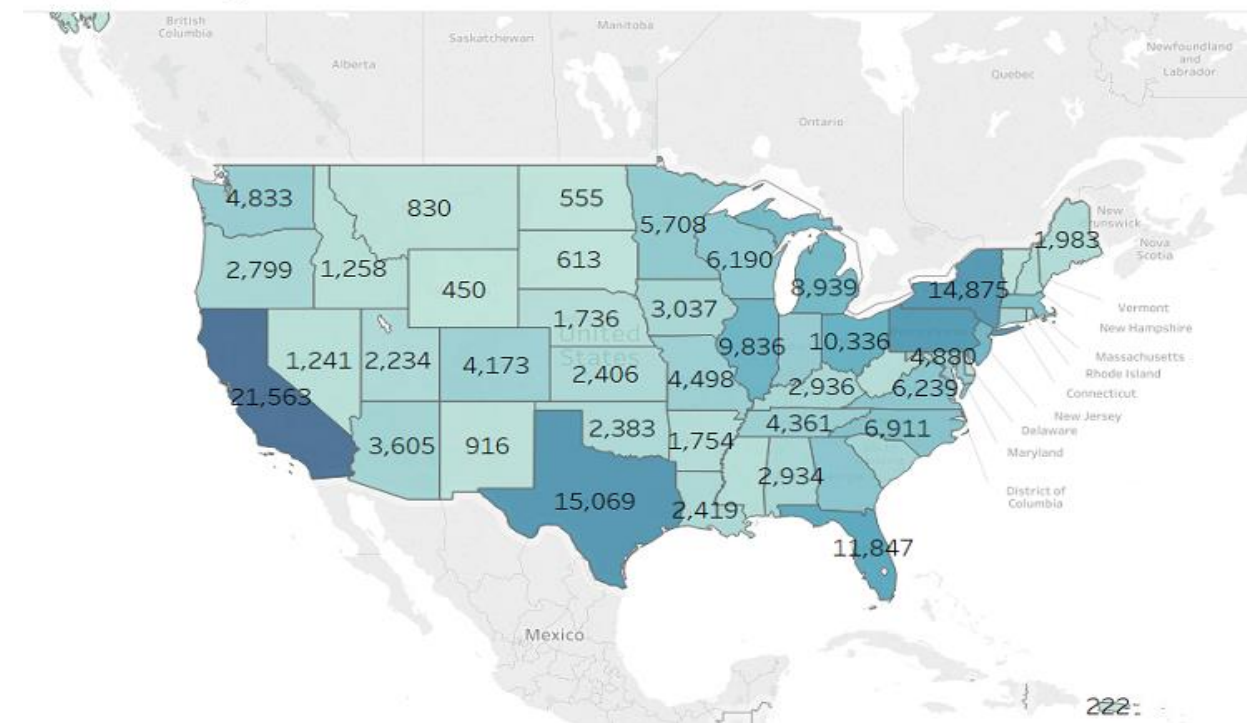 British
Columbia
Alberta
Saskatchewan
Manitoba
Ontario
Quebec
Newfoundland
and
Labrador
4,833
830
555
5,708
New
runswick
Nova
Scotia
1,983
2,799
1,258
450
613
6,190
8,939
14,875
1,736
3,037
Vermont
New Hampshire
United
States
1,241
2,234
4,173
2,406
4,498
9,836
10,336
4,880
Massachusetts
Rhode Island
Connecticut
21,563
2,936
6,239
New Jersey
Delaware
Maryland
3,605
916
2,383
1,754
4,361
6,911
2,934
15,069
2,419
District of
Columbia
11,847
Mexico
222